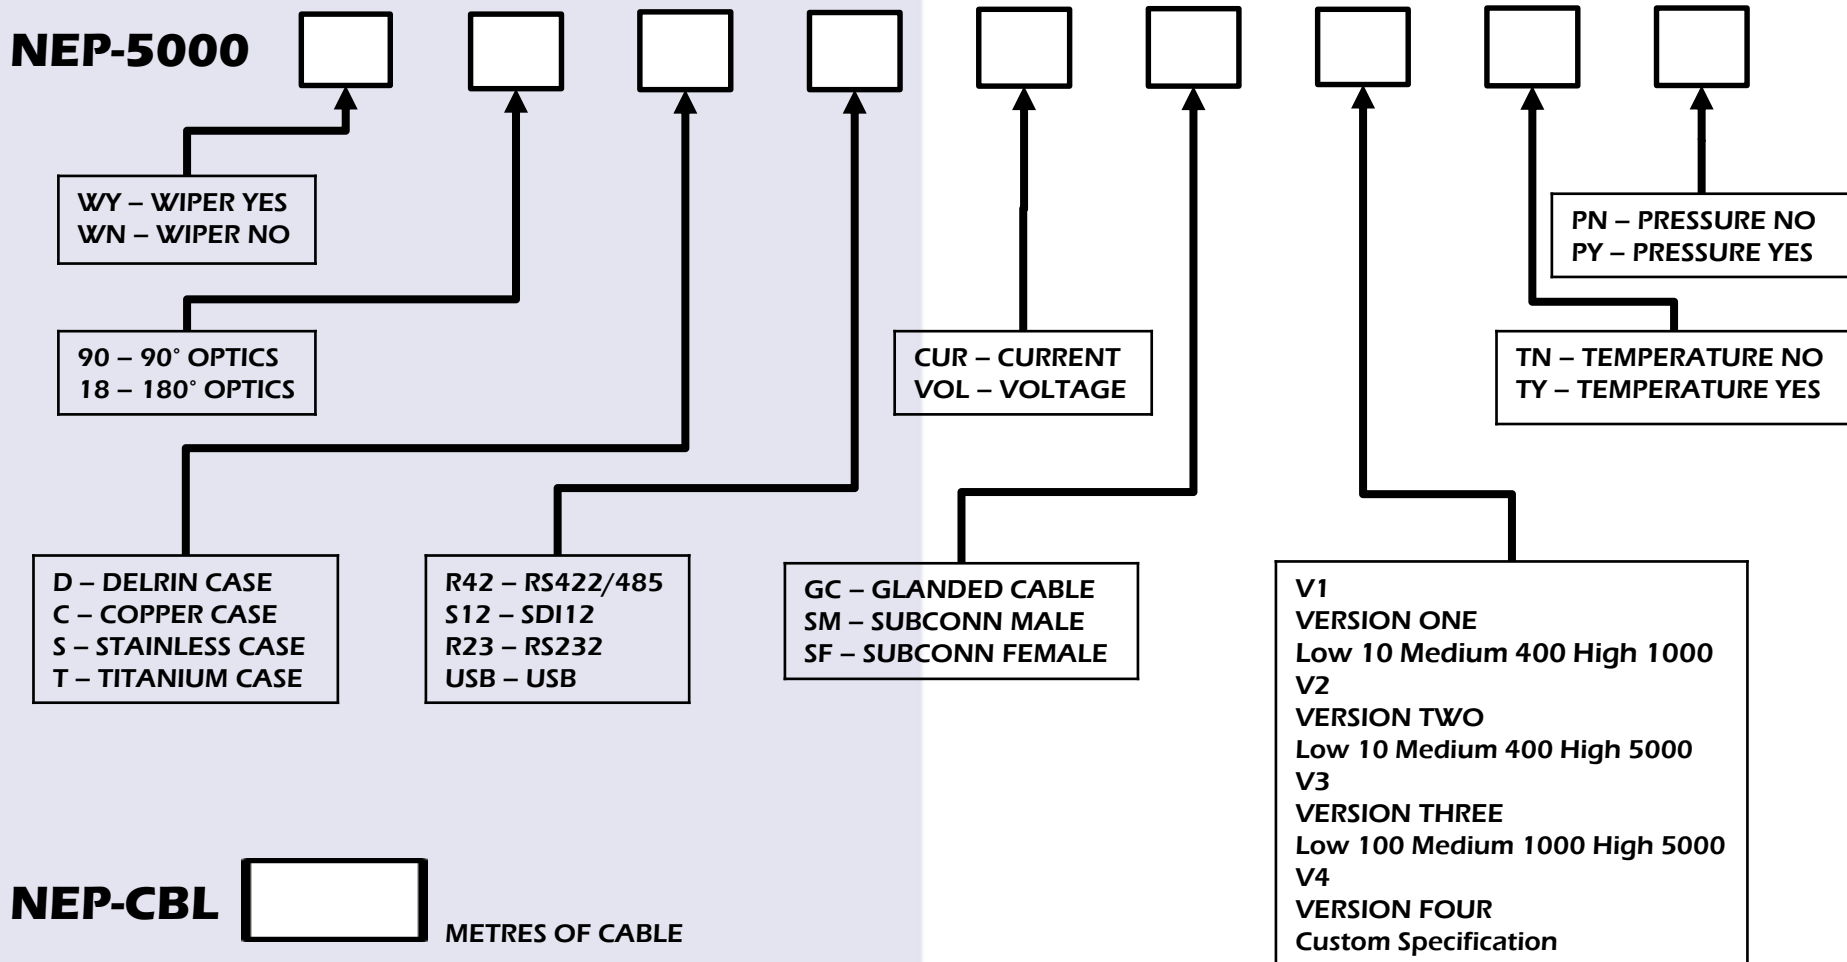 NEP-5000
WY – WIPER YES
WN – WIPER NO
PN – PRESSURE NO
PY – PRESSURE YES
90 – 90° OPTICS
18 – 180° OPTICS
CUR – CURRENT
VOL – VOLTAGE
TN – TEMPERATURE NO
TY – TEMPERATURE YES
D – DELRIN CASE
C – COPPER CASE
S – STAINLESS CASE
T – TITANIUM CASE
R42 – RS422/485
S12 – SDI12
R23 – RS232
USB – USB
GC – GLANDED CABLE
SM – SUBCONN MALE
SF – SUBCONN FEMALE
V1
VERSION ONE
Low 10 Medium 400 High 1000
V2
VERSION TWO
Low 10 Medium 400 High 5000
V3
VERSION THREE
Low 100 Medium 1000 High 5000
V4
VERSION FOUR
Custom Specification
NEP-CBL
METRES OF CABLE